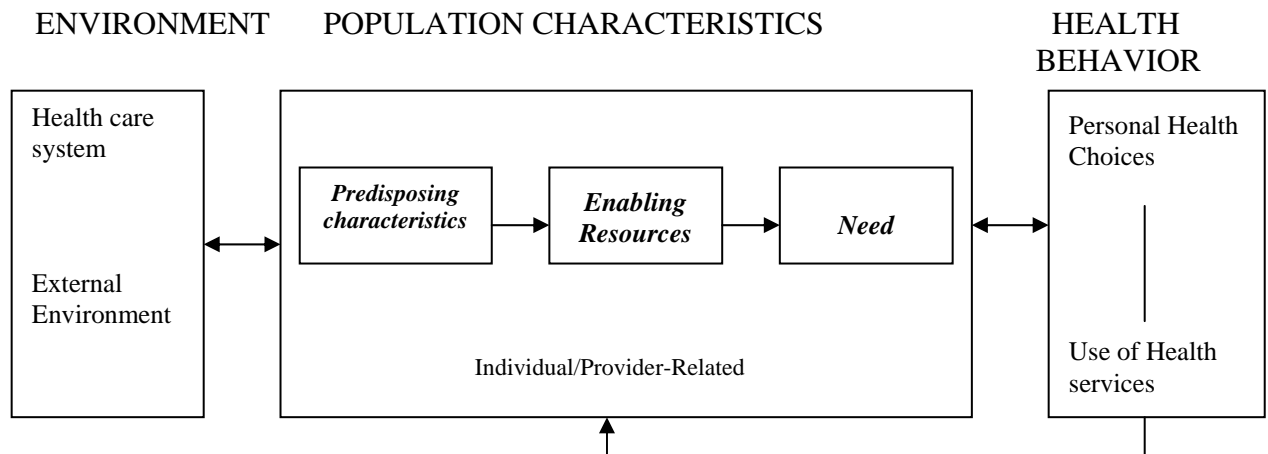 ENVIRONMENT
POPULATION CHARACTERISTICS
HEALTH
BEHAVIOR
Health care
system
External
Environment
Predisposing
characteristics
Enabling
Resources
Need
Individual/Provider-Related
Personal Health
Choices
Use of Health
services